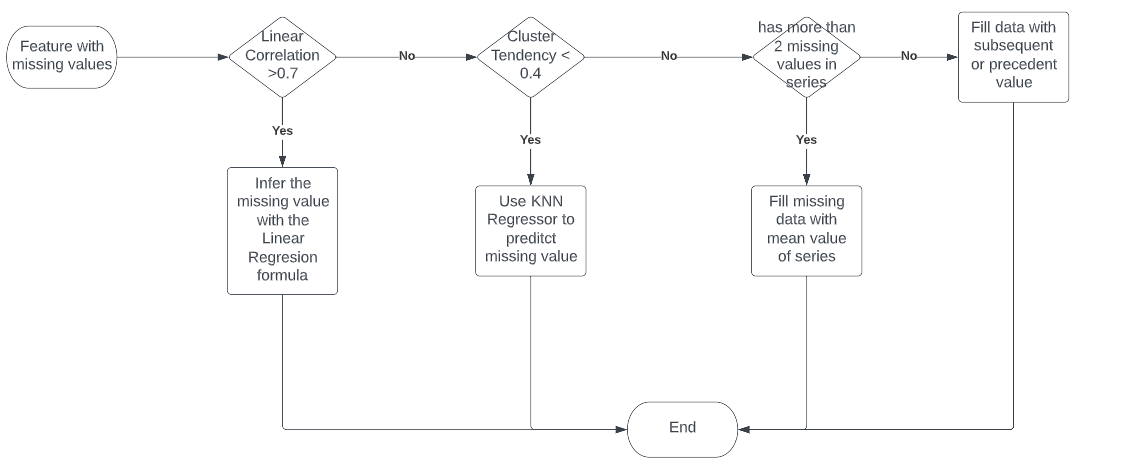 Feature with
missing values
Linear
Correlation
>0.7
No
Cluster
Tendency <
0.4
No
has more than
2 missing
values in
series
No
Fill data with
subsequent
or precedent
value
Yes
Yes
Yes
Infer the
missing value
with the
Linear
Regresion
formula
Use KNN
Regressor to
preditct
missing value
Fill missing
data with
mean value
of series
End